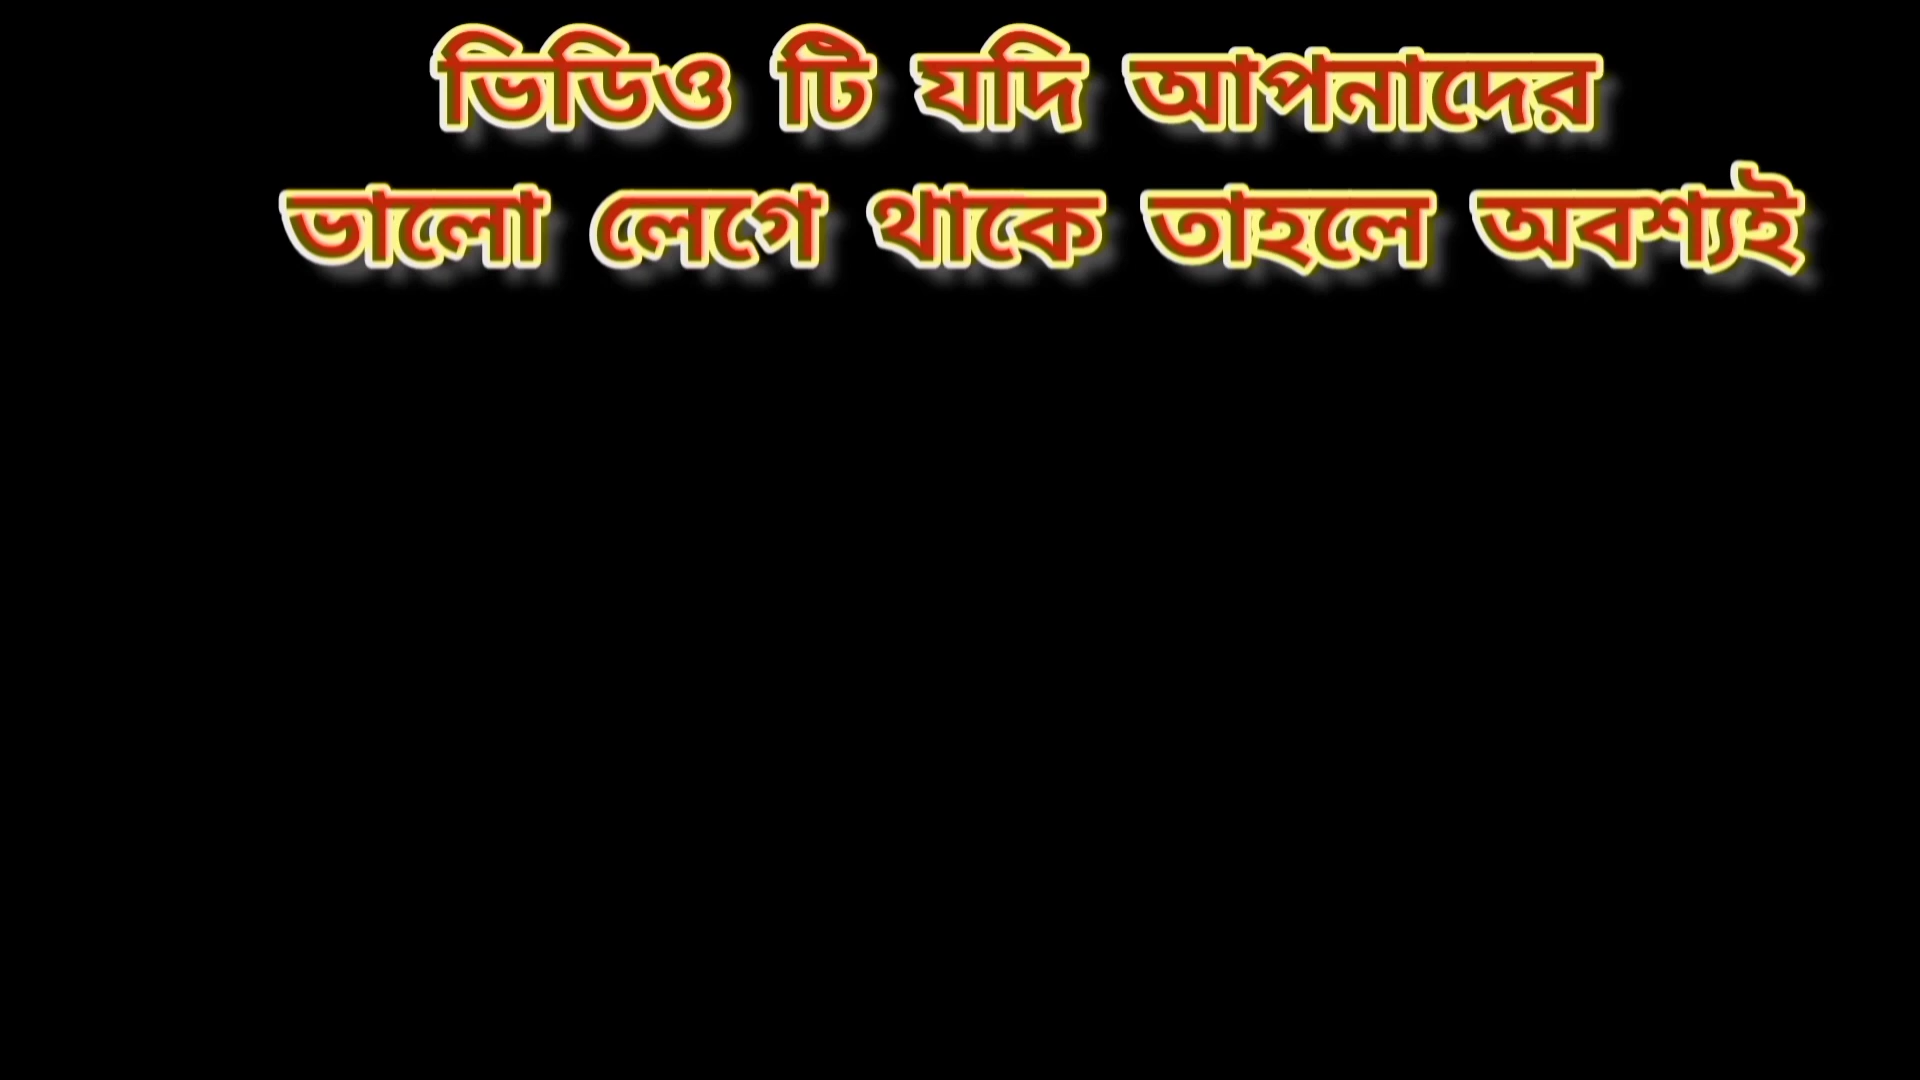 ভিডিও টি যদি আপনাদের
ভালো লেগে থাকে তাহলে অবশ্যই